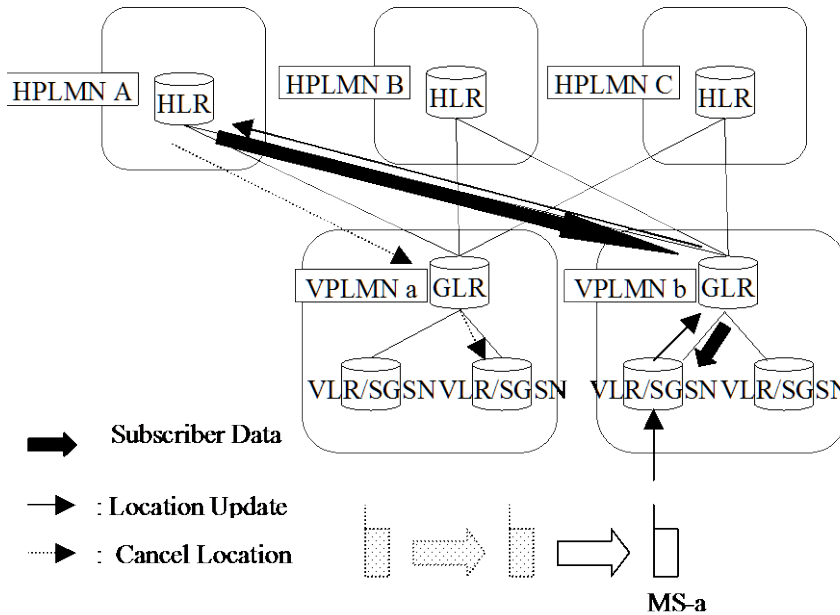 HPLMN A
HLR
HPLMN B
HLR
HPLMN C
HLR
VPLMN a
GLR
VPLMN b
GLR
VLR/SGSN
VLR/SGSN
VLR/SGSN
VLR/SGSN
Subscriber Data
: Location Update
: Cancel Location
MS-a